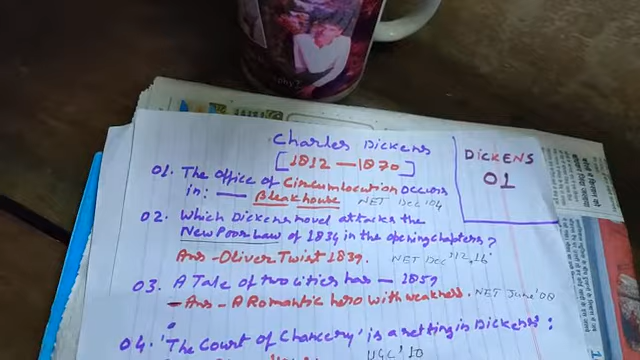 Charles Dickens
[1812 — 1870]
DICKENS
01
01. The Office of Circumlocution occurs
in: — Bleak house NET Dec '04
02. Which Dickens novel attacks the
New Poor Law of 1834 in the opening chapters?
Ans - Oliver Twist 1839. NET Dec '12,
03. A Tale of two cities has — 1859
- Ans - A Romantic hero with weakness. NET June '08
04. 'The Court of Chancery' is a setting in Dickens':
UGC' 10